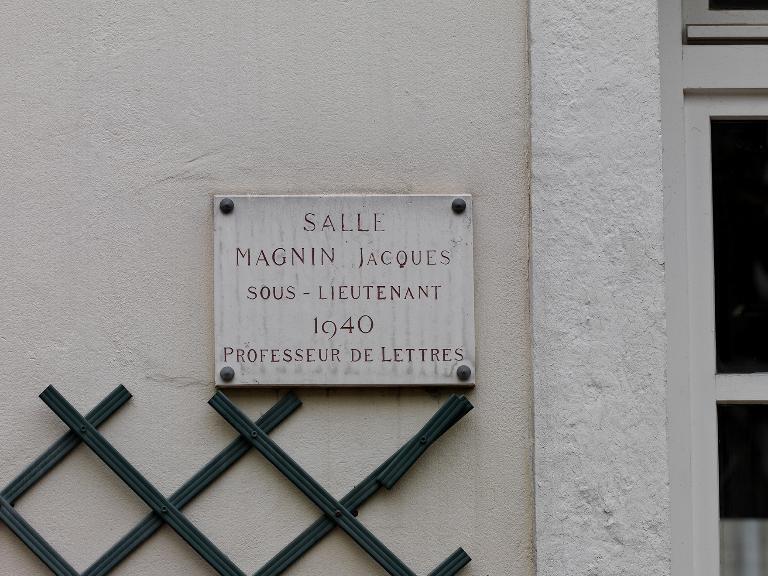 SALLE
MAGNIN JACQUES
SOUS - LIEUTENANT
1940
PROFESSEUR DE LETTRES